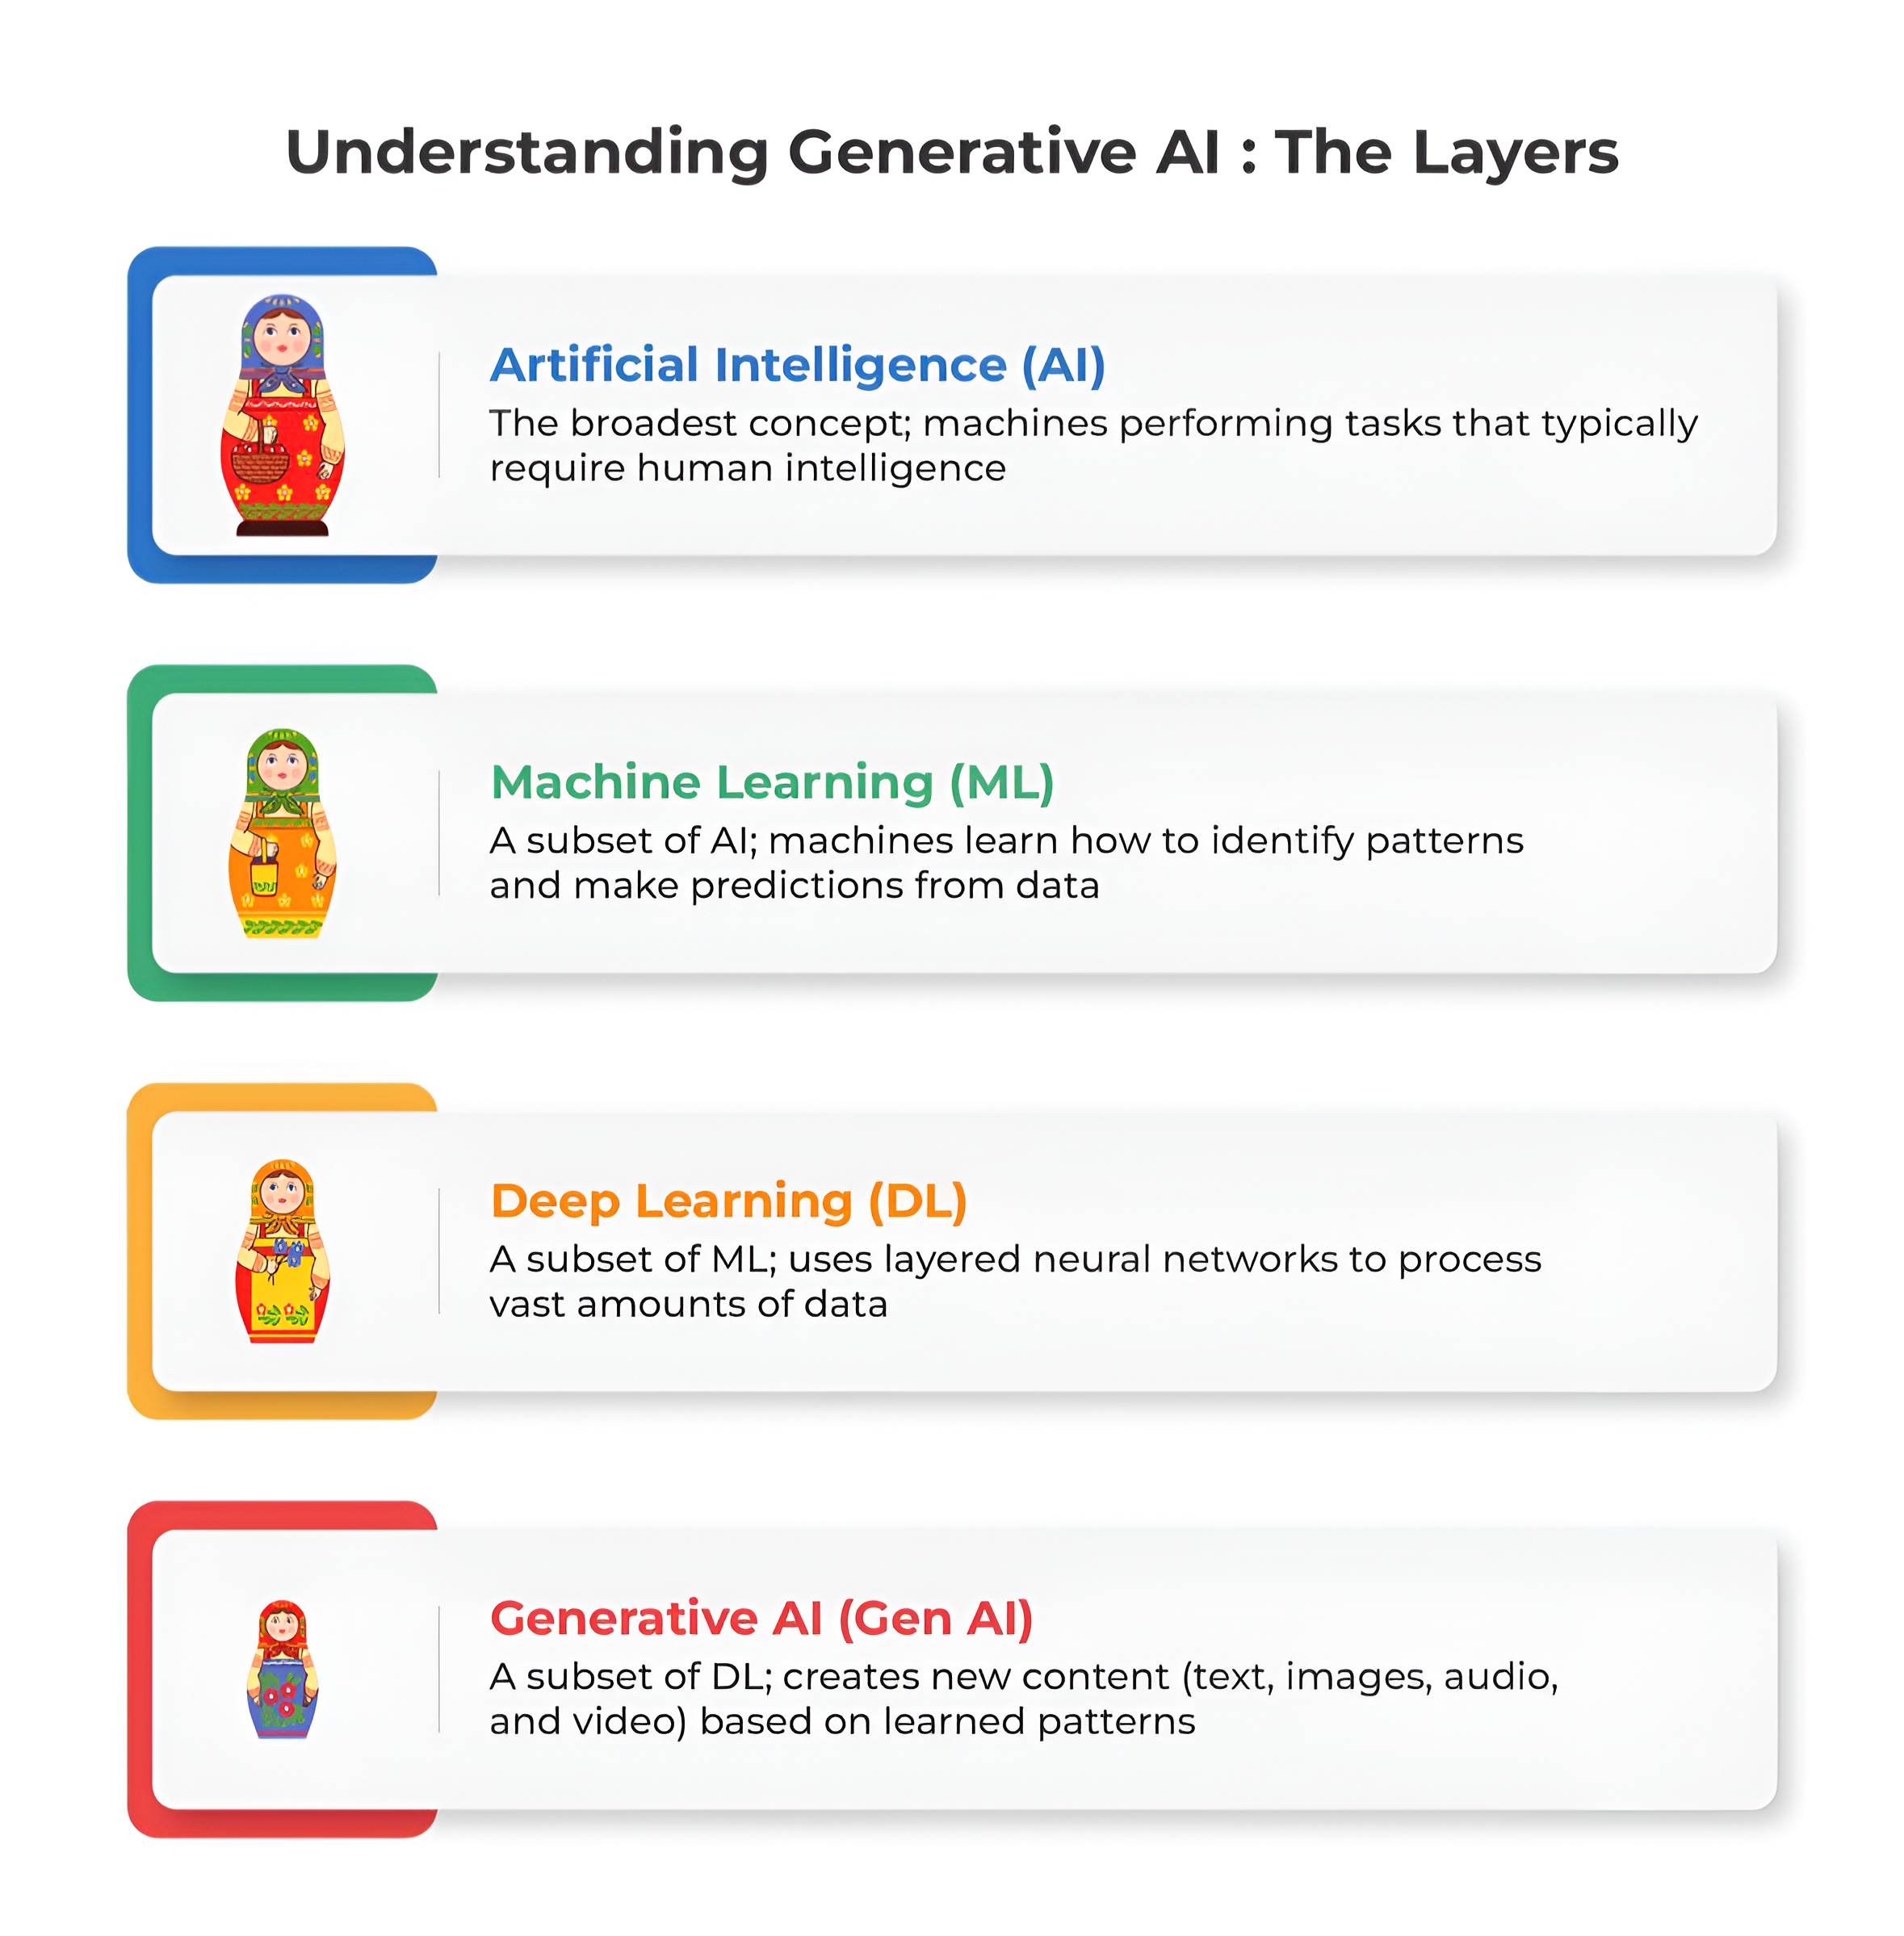 Understanding Generative AI : The Layers
Artificial Intelligence (AI)
The broadest concept; machines performing tasks that typically
require human intelligence
Machine Learning (ML)
A subset of AI; machines learn how to identify patterns
and make predictions from data
Deep Learning (DL)
A subset of ML; uses layered neural networks to process
vast amounts of data
Generative AI (Gen AI)
A subset of DL; creates new content (text, images, audio,
and video) based on learned patterns